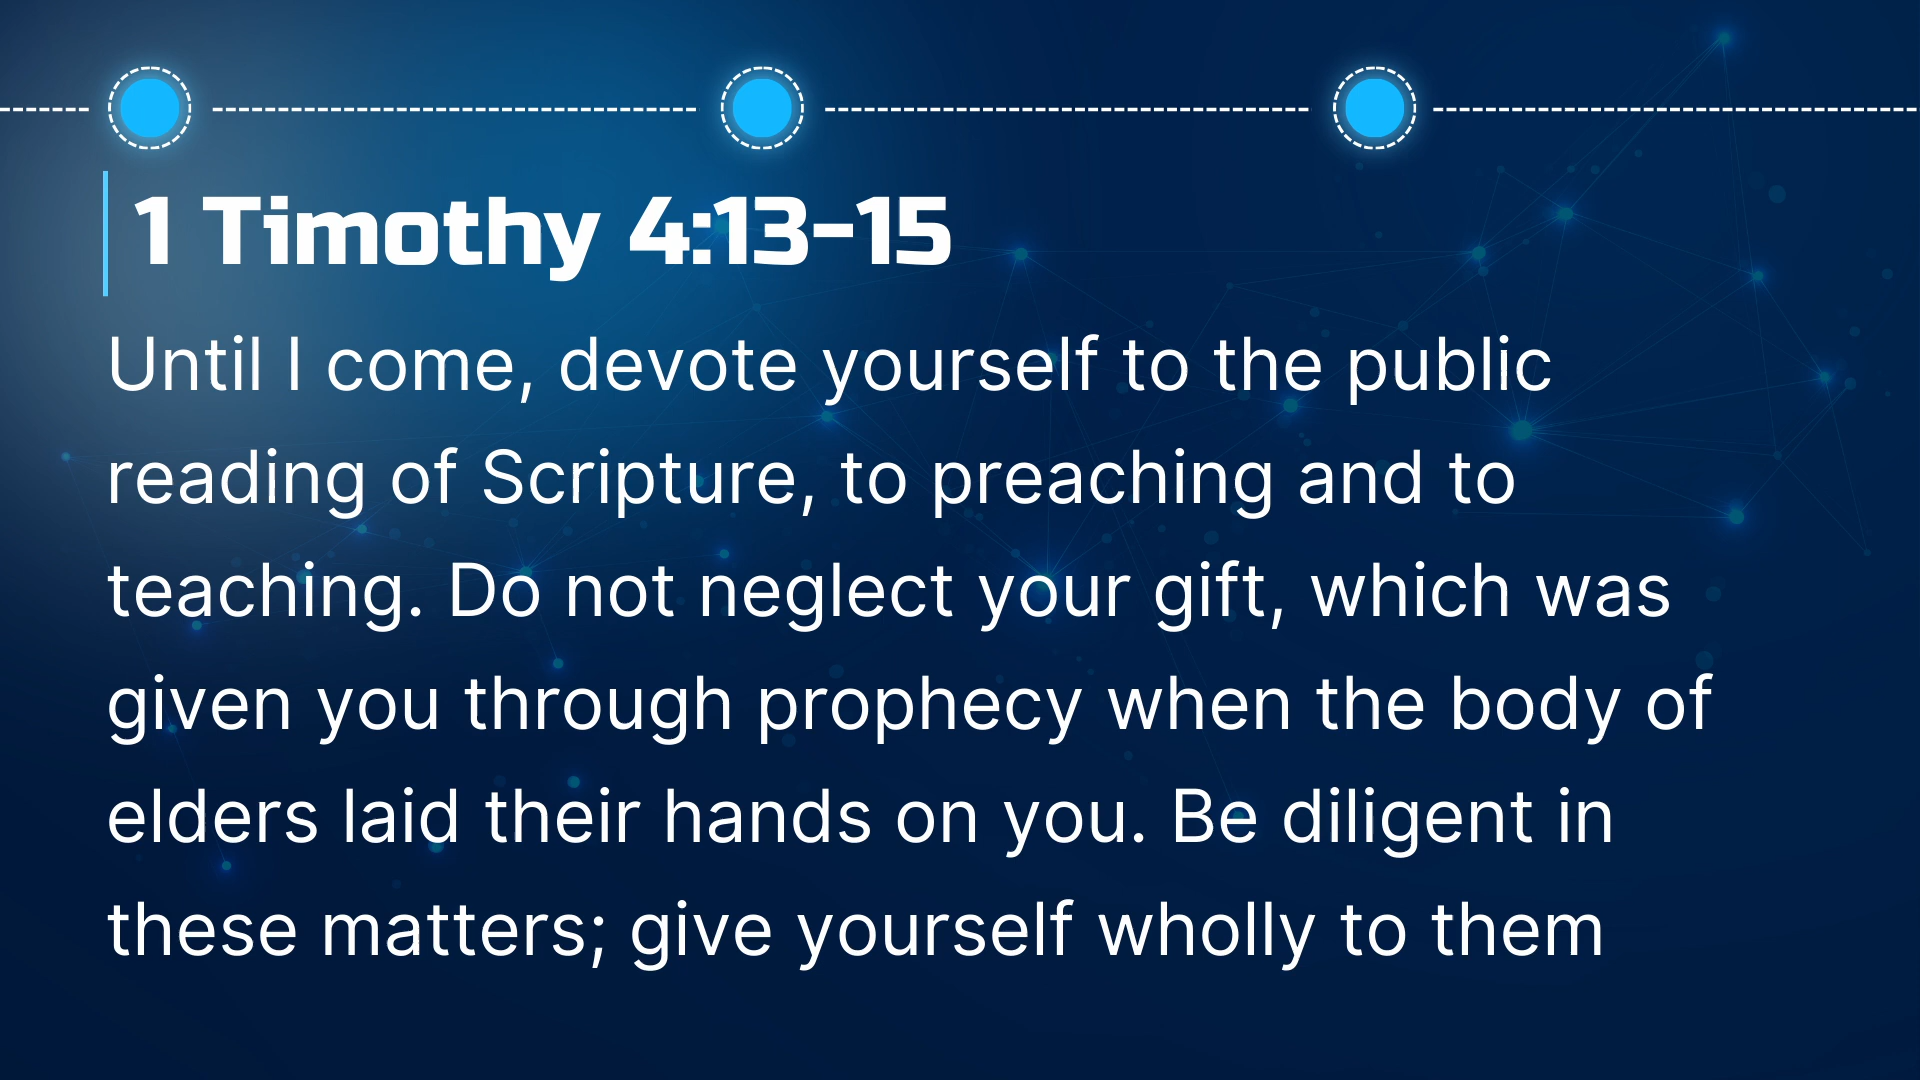 1 Timothy 4:13-15
Until I come, devote yourself to the public
reading of Scripture, to preaching and to
teaching. Do not neglect your gift, which was
given you through prophecy when the body of
elders laid their hands on you. Be diligent in
these matters; give yourself wholly to them